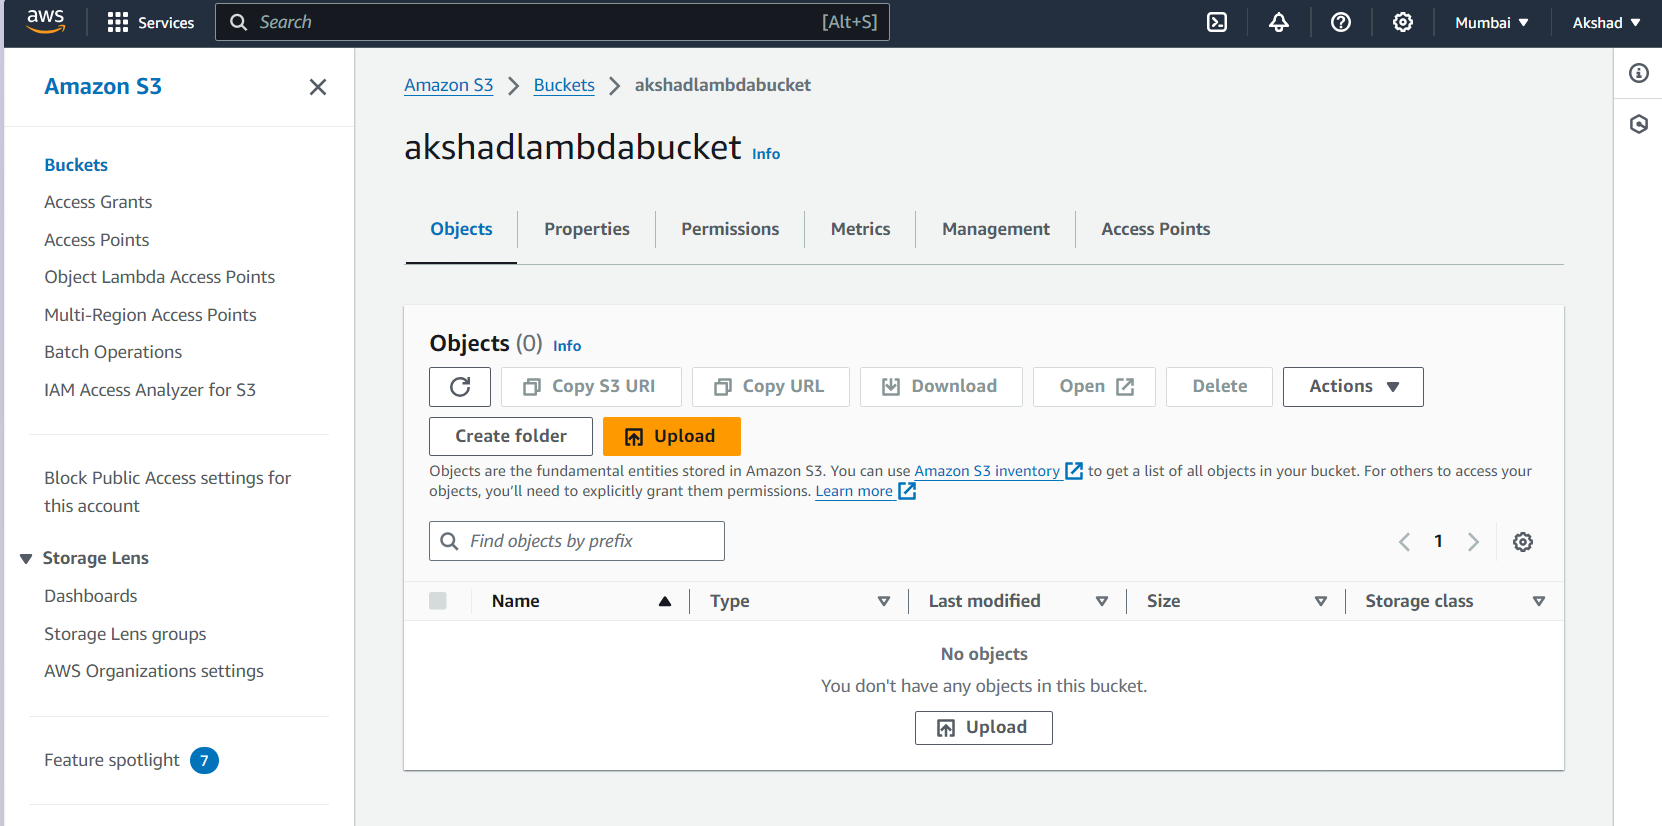 aws Services Search [Alt+S] Mumbai Akshad
Amazon S3
Buckets
Access Grants
Access Points
Object Lambda Access Points
Multi-Region Access Points
Batch Operations
IAM Access Analyzer for S3
Block Public Access settings for
this account
Storage Lens
Dashboards
Storage Lens groups
AWS Organizations settings
Feature spotlight 7
Amazon S3 Buckets akshadlambdabucket
akshadlambdabucket Info
Objects Properties Permissions Metrics Management Access Points
Objects (0) Info
Copy S3 URI Copy URL Download Open Delete Actions
Create folder Upload
Objects are the fundamental entities stored in Amazon S3. You can use Amazon S3 inventory to get a list of all objects in your bucket. For others to access your
objects, you’ll need to explicitly grant them permissions. Learn more
Find objects by prefix 1
Name Type Last modified Size Storage class
No objects
You don't have any objects in this bucket.
Upload